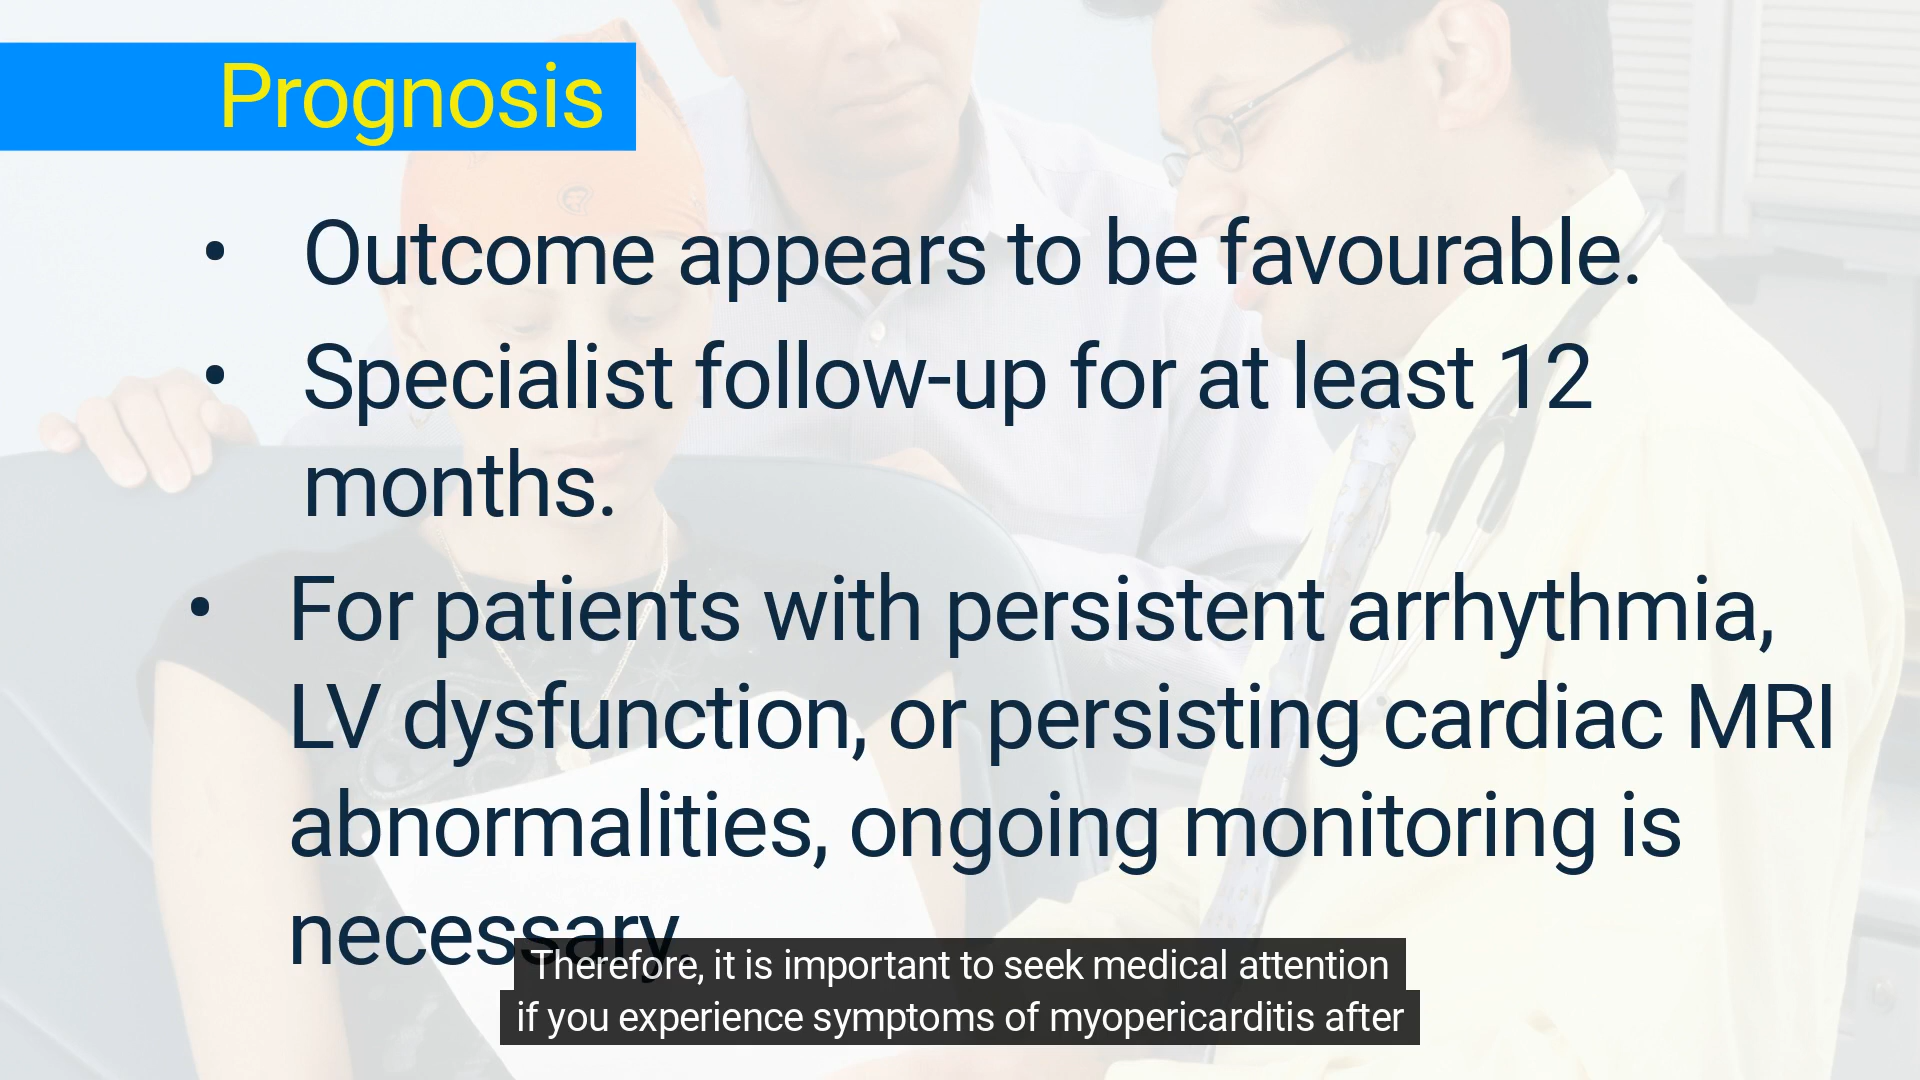 Prognosis
• Outcome appears to be favourable.
• Specialist follow-up for at least 12
months.
• For patients with persistent arrhythmia,
LV dysfunction, or persisting cardiac MRI
abnormalities, ongoing monitoring is
necessary.
Therefore, it is important to seek medical attention
if you experience symptoms of myopericarditis after